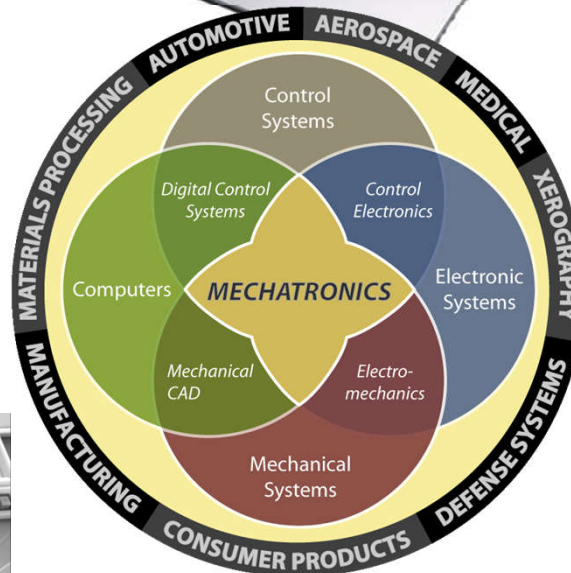 AUTOMOTIVE
AEROSPACE
MEDICAL
XEROGRAPHY
DEFENSE SYSTEMS
CONSUMER PRODUCTS
MANUFACTURING
MATERIALS PROCESSING
Control
Systems
Digital Control
Systems
Control
Electronics
Computers
MECHATRONICS
Electronic
Systems
Mechanical
CAD
Electro-
mechanics
Mechanical
Systems